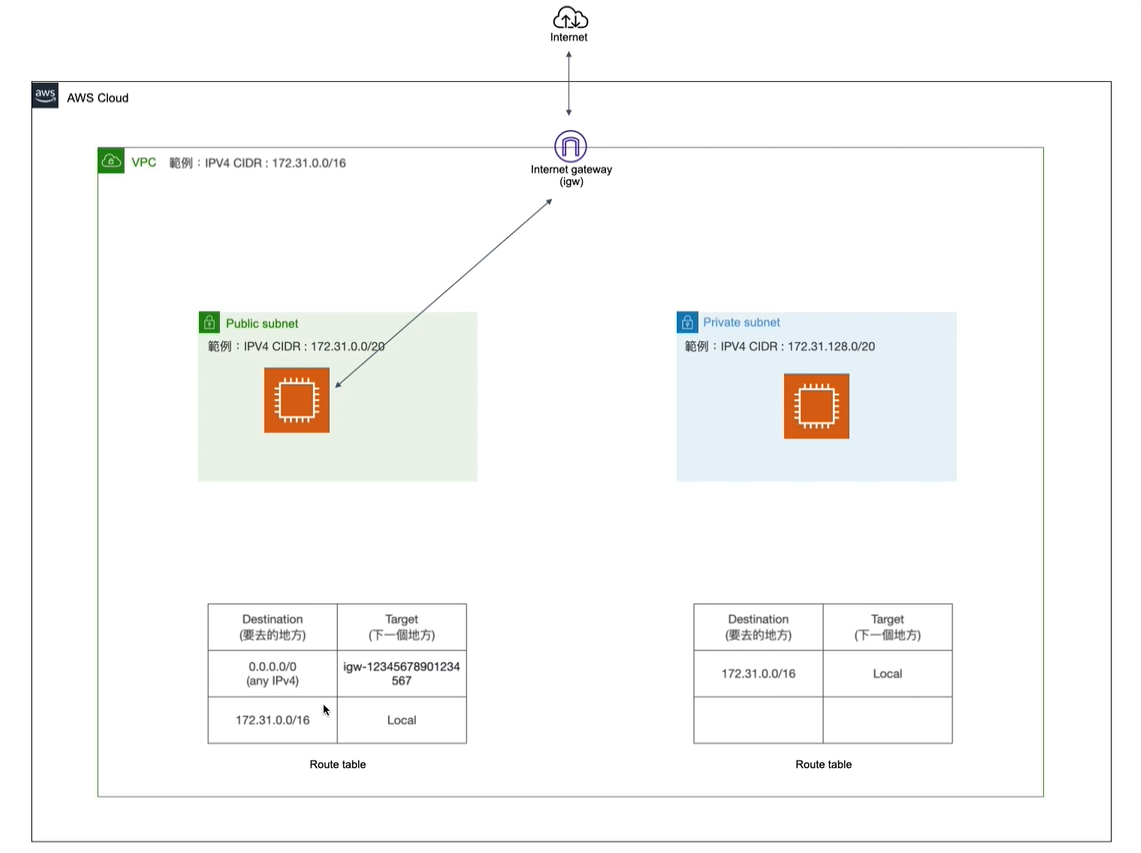 Internet
aws
AWS Cloud
VPC 範例：IPV4 CIDR : 172.31.0.0/16
Internet gateway
(igw)
Public subnet
範例：IPV4 CIDR : 172.31.0.0/20
Private subnet
範例：IPV4 CIDR : 172.31.128.0/20
Destination
(要去的地方)
Target
(下一個地方)
0.0.0.0/0
(any IPv4)
igw-12345678901234
567
172.31.0.0/16
Local
Route table
Destination
(要去的地方)
Target
(下一個地方)
172.31.0.0/16
Local
Route table